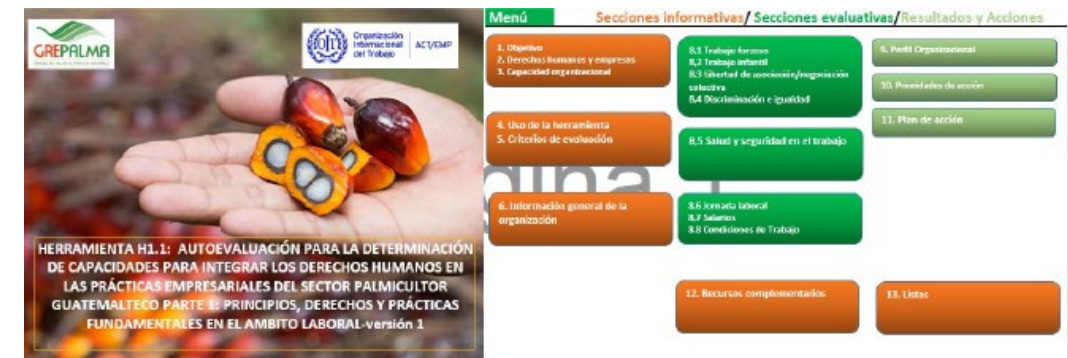 GREPALMA
Organización
Internacional
del Trabajo
ACT/EMP
HERRAMIENTA H1.1: AUTOEVALUACIÓN PARA LA DETERMINACIÓN
DE CAPACIDADES PARA INTEGRAR LOS DERECHOS HUMANOS EN
LAS PRÁCTICAS EMPRESARIALES DEL SECTOR PALMICULTOR
GUATEMALTECO PARTE 1: PRINCIPIOS, DERECHOS Y PRÁCTICAS
FUNDAMENTALES EN EL AMBITO LABORAL-versión 1
Menú
Secciones informativas/ Secciones evaluativas/Resultados y Acciones
1. Objetivo
2. Derechos humanos y empresas
3. Capacidad organizacional
4. Uso de la herramienta
5. Criterios de evaluación
6. Información general de la
organización
8.1 Trabajo forzoso
8.2 Trabajo infantil
8.3 Libertad de asociación/negociación
colectiva
8.4 Discriminación e igualdad
8.5 Salud y seguridad en el trabajo
8.6 Jornada laboral
8.7 Salarios
8.8 Condiciones de Trabajo
12. Recursos complementarios
9. Perfil Organizacional
10. Prioridades de acción
11. Plan de acción
13. Listas